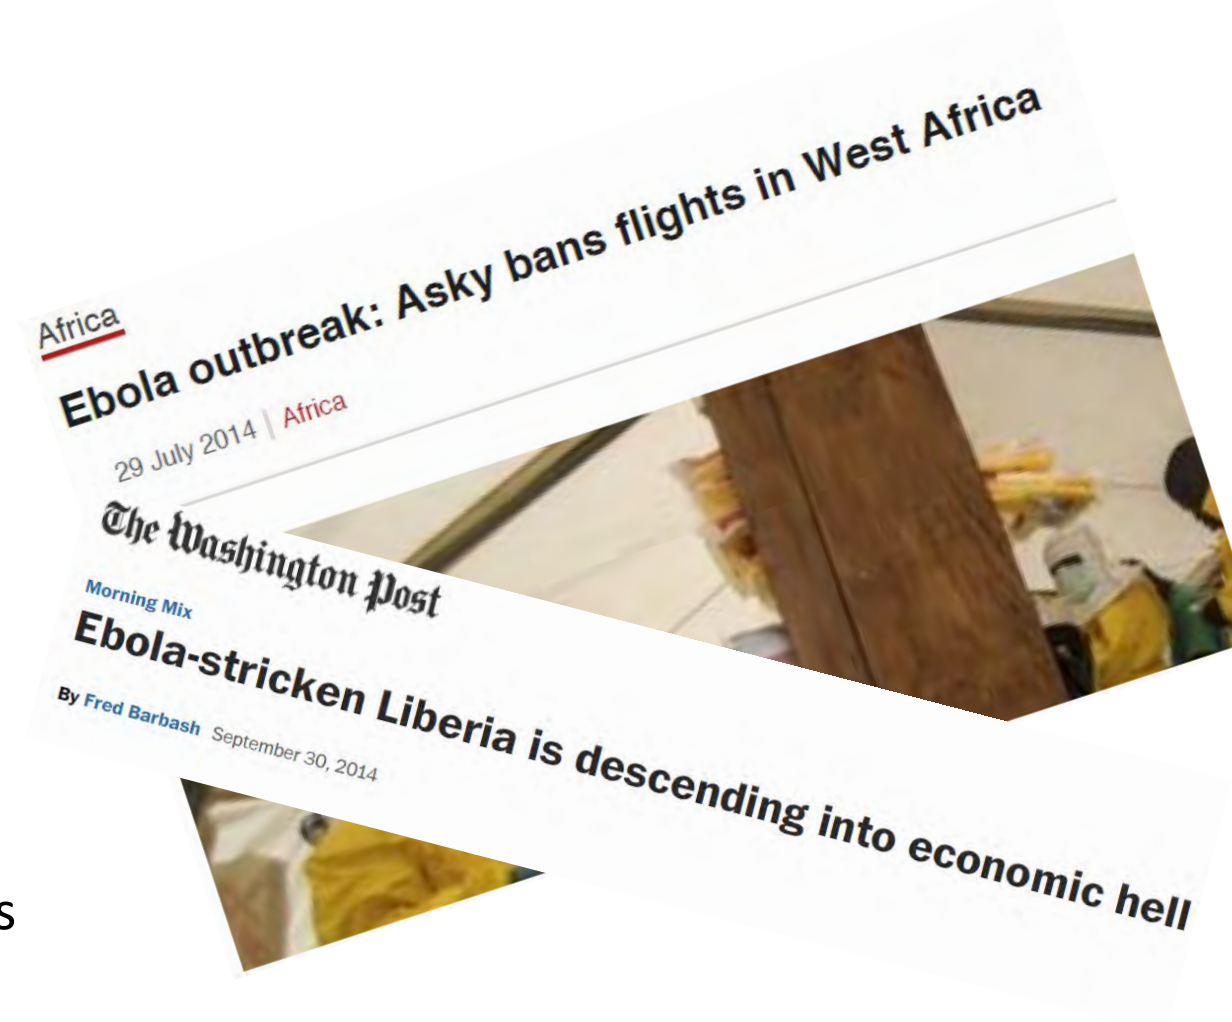 Africa
Ebola outbreak: Asky bans flights in West Africa
29 July 2014 | Africa
The Washington Post
Morning Mix
Ebola-stricken Liberia is descending into economic hell
By Fred Barbash September 30, 2014
s